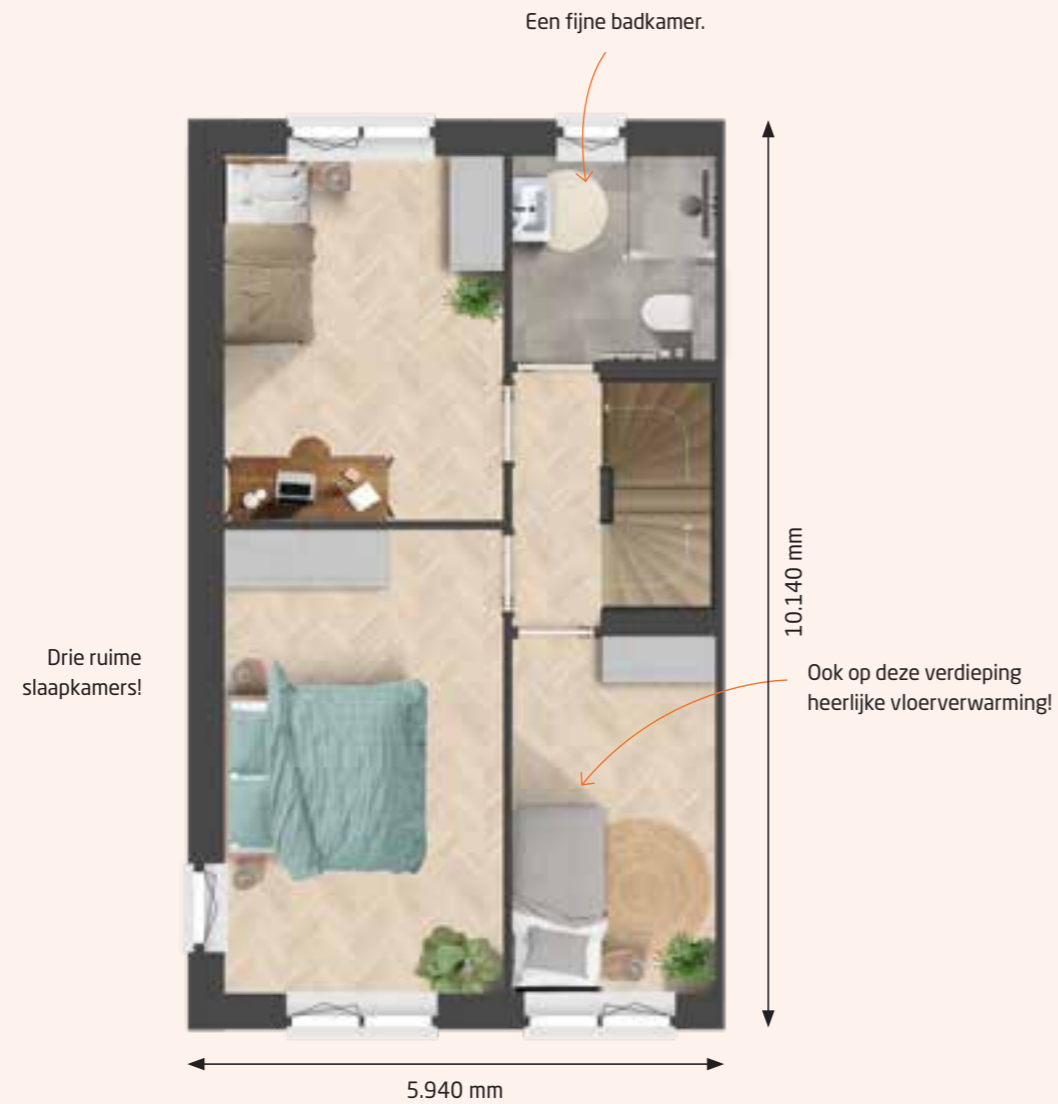 Een fijne badkamer.
10.140 mm
Drie ruime
slaapkamers!
Ook op deze verdieping
heerlijke vloerverwarming!
5.940 mm